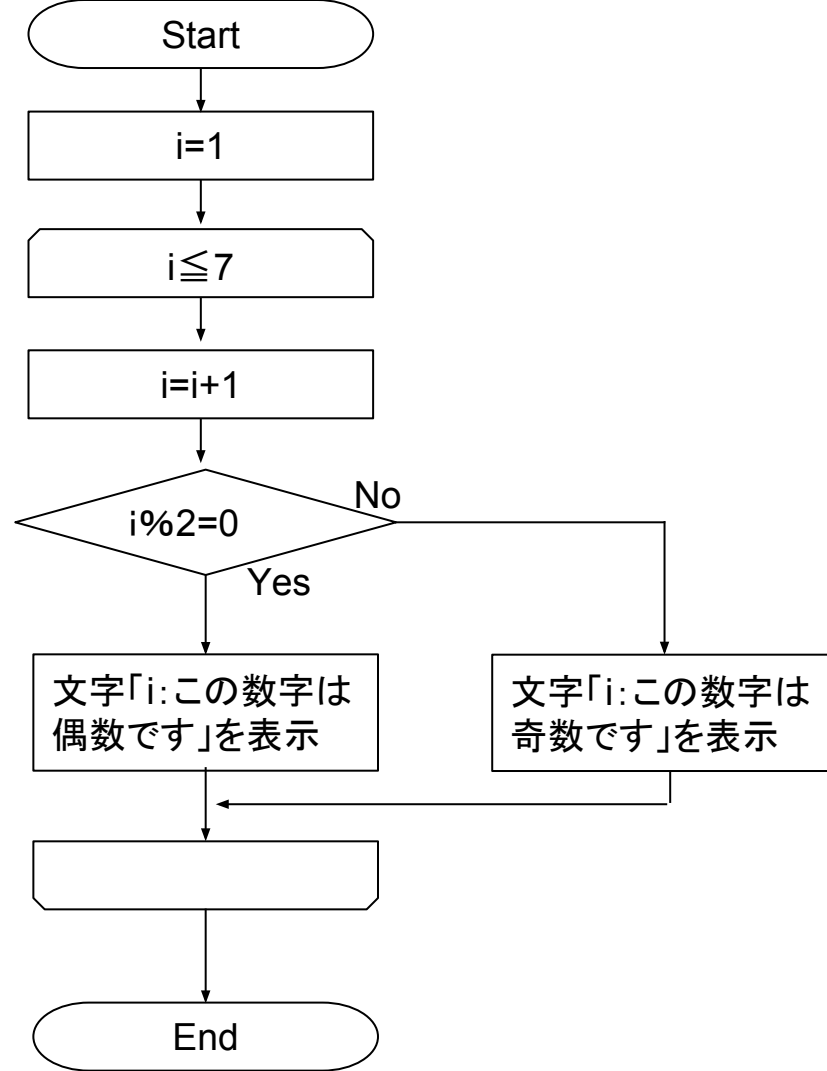 Start
i=1
i≦7
i=i+1
i%2=0
No
Yes
文字「i:この数字は
偶数です」を表示
文字「i:この数字は
奇数です」を表示
End